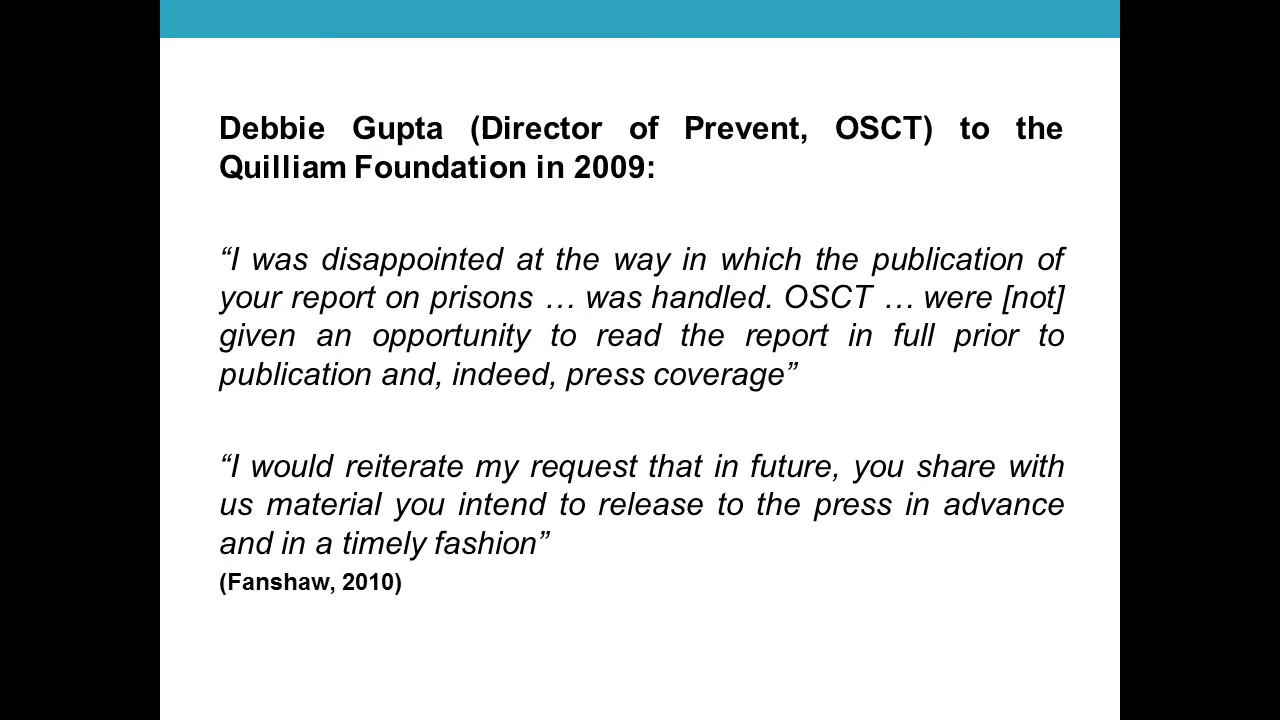 Debbie Gupta (Director of Prevent, OSCT) to the
Quilliam Foundation in 2009:
“I was disappointed at the way in which the publication of
your report on prisons … was handled. OSCT … were [not]
given an opportunity to read the report in full prior to
publication and, indeed, press coverage”
“I would reiterate my request that in future, you share with
us material you intend to release to the press in advance
and in a timely fashion”
(Fanshaw, 2010)